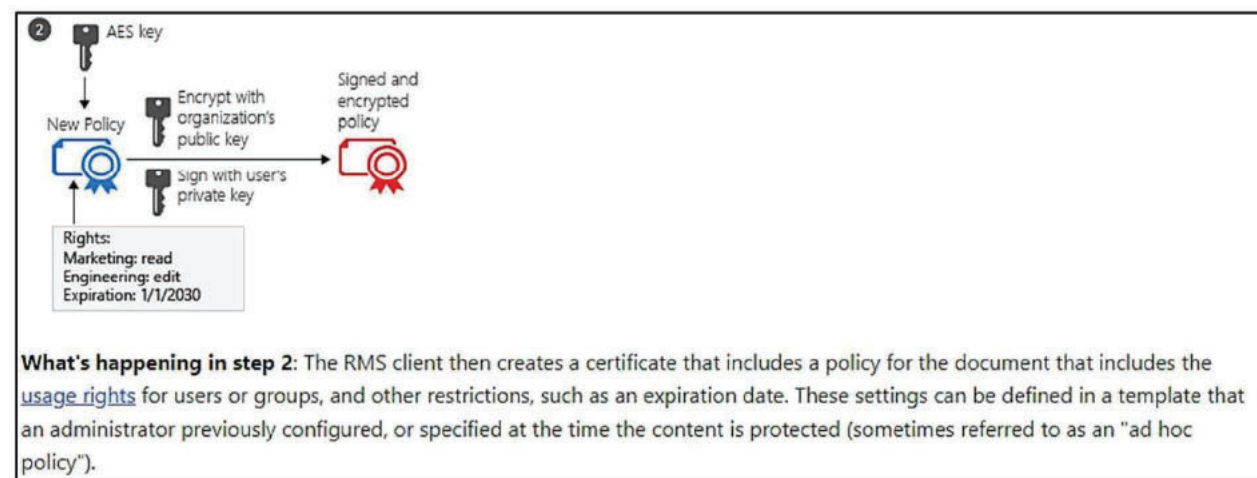 2
AES key
New Policy
Encrypt with
organization's
public key
Sign with user's
private key
Signed and
encrypted
policy
Rights:
Marketing: read
Engineering: edit
Expiration: 1/1/2030
What's happening in step 2: The RMS client then creates a certificate that includes a policy for the document that includes the
usage rights for users or groups, and other restrictions, such as an expiration date. These settings can be defined in a template that
an administrator previously configured, or specified at the time the content is protected (sometimes referred to as an "ad hoc
policy").